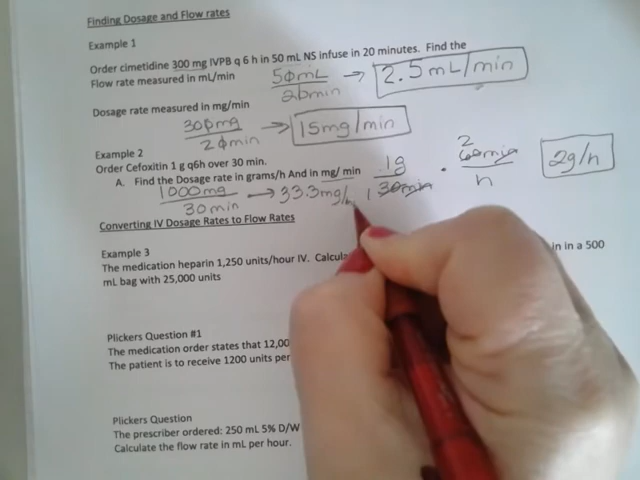 Finding Dosage and Flow rates
Example 1
Order cimetidine 300 mg IVPB q 6 h in 50 mL NS infuse in 20 minutes. Find the
Flow rate measured in mL/min
50mL
20min → 2.5mL/min
Dosage rate measured in mg/min
300mg
20min → 15mg/min
Example 2
Order Cefoxitin 1 g q6h over 30 min.
A. Find the Dosage rate in grams/h And in mg/ min
1g
30min
1
·
2
60min
h
2g/h
1000mg
30min → 33.3mg/
Converting IV Dosage Rates to Flow Rates
Example 3
The medication heparin 1,250 units/hour IV. in in a 500
mL bag with 25,000 units
Plickers Question #1
The medication order states that
The patient is to receive 1200 units per
Plickers Question
The prescriber ordered: 250 mL 5% D/W
Calculate the flow rate in mL per hour.